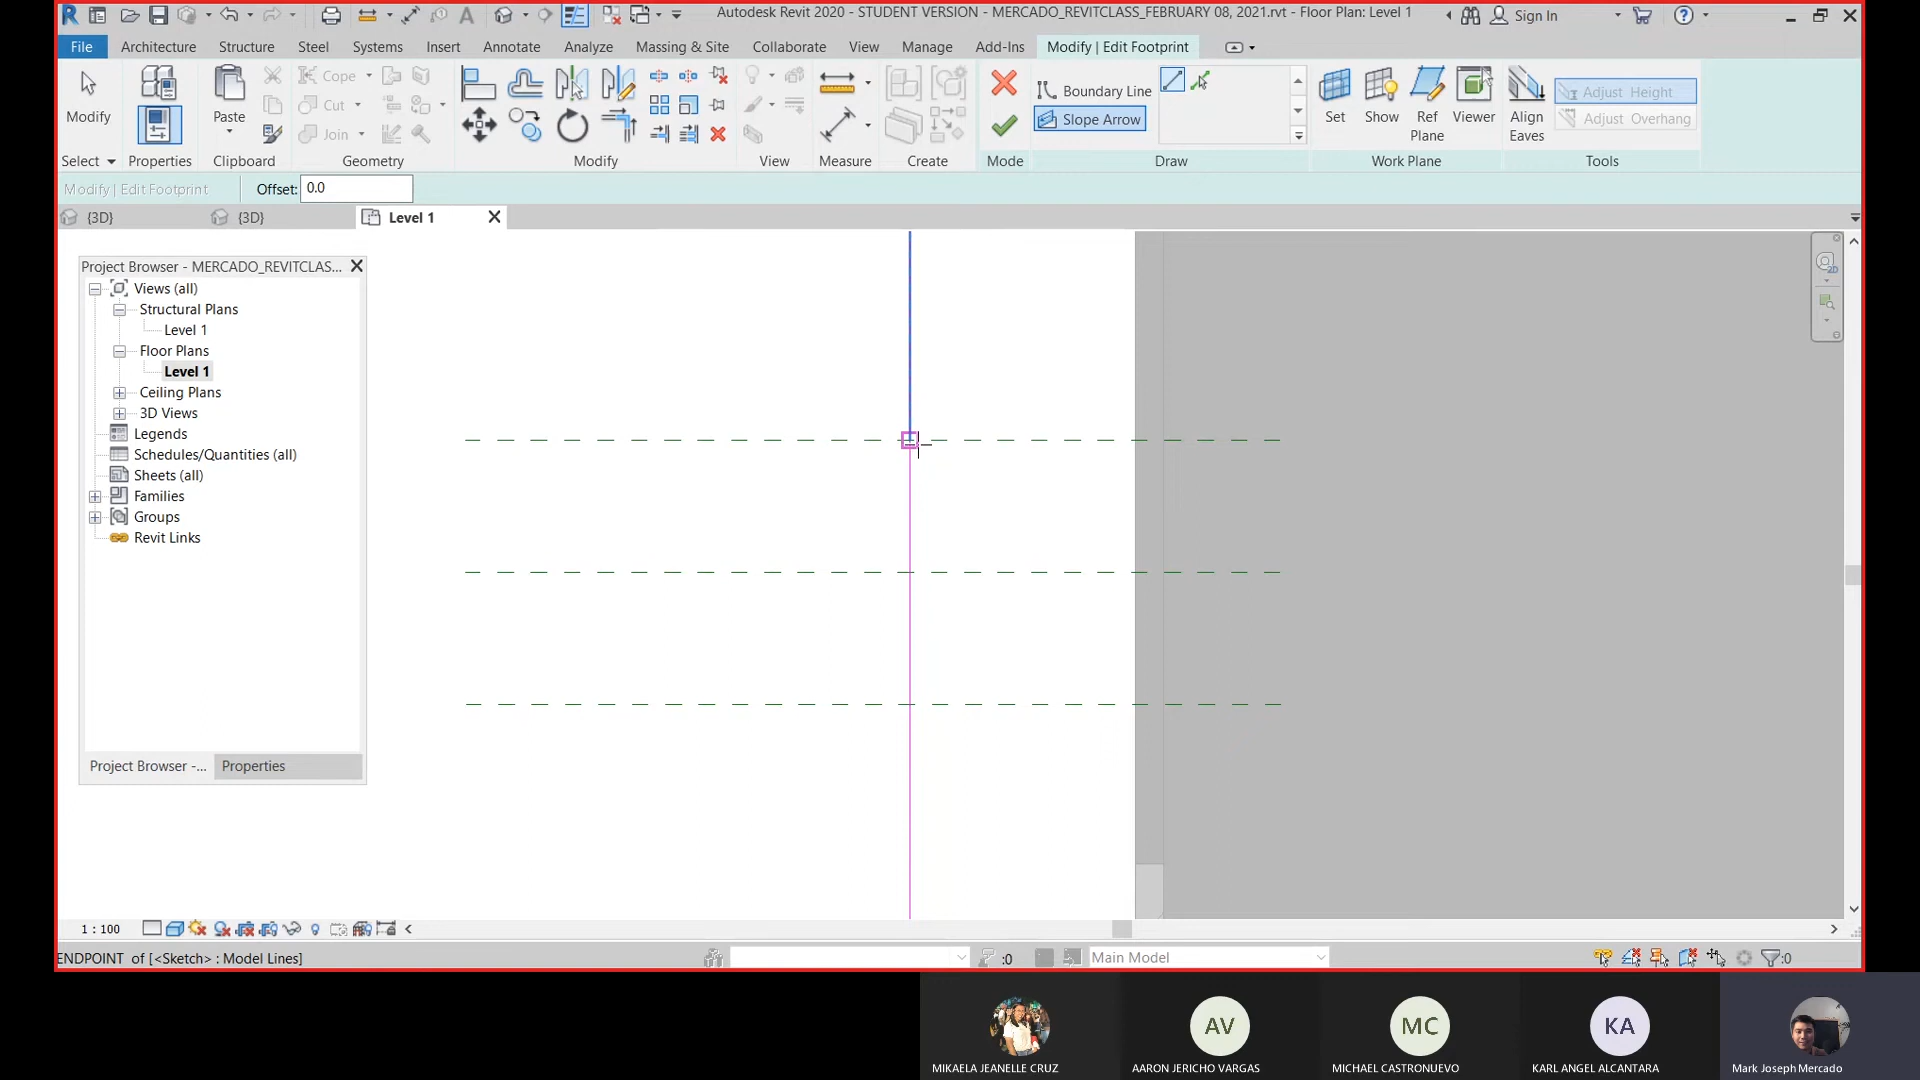 Autodesk Revit 2020 - STUDENT VERSION - MERCADO_REVITCLASS_FEBRUARY 08, 2021.rvt - Floor Plan: Level 1
Sign In
File Architecture Structure Steel Systems Insert Annotate Analyze Massing & Site Collaborate View Manage Add-Ins Modify | Edit Footprint
Modify
Paste
Cope
Cut
Join
Boundary Line
Slope Arrow
Set
Show
Ref
Plane
Viewer
Align
Eaves
Adjust Height
Adjust Overhang
Select Properties Clipboard Geometry Modify View Measure Create Mode Draw Work Plane Tools
Modify | Edit Footprint Offset: 0.0
{3D} {3D} Level 1
Project Browser - MERCADO_REVITCLAS...
Views (all)
Structural Plans
Level 1
Floor Plans
Level 1
Ceiling Plans
3D Views
Legends
Schedules/Quantities (all)
Sheets (all)
Families
Groups
Revit Links
Project Browser -... Properties
1 : 100
ENDPOINT of [<Sketch> : Model Lines] :0 Main Model :0
AV MC KA
MIKAELA JEANELLE CRUZ AARON JERICHO VARGAS MICHAEL CASTRONUEVO KARL ANGEL ALCANTARA Mark Joseph Mercado